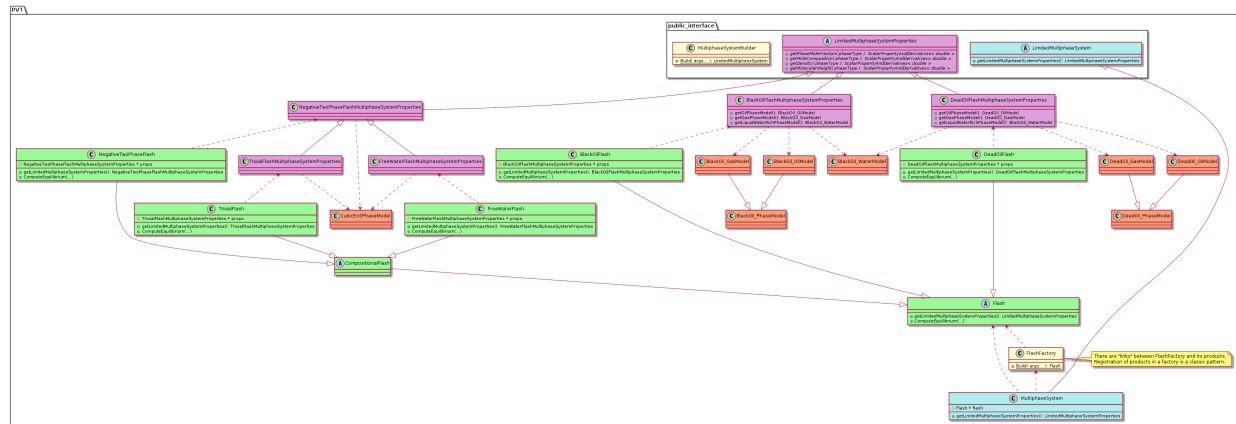 PVT
public_interface
C MultiphaseSystemBuilder
Build( args... ): LimitedMultiphaseSystem
A LimitedMultiphaseSystemProperties
getPhaseMoleFraction( phaseType ): ScalarPropertyAndDerivatives< double >
getMoleComposition( phaseType ): ScalarPropertyAndDerivatives< double >
getDensity( phaseType ): ScalarPropertyAndDerivatives< double >
getMolecularWeight( phaseType ): ScalarPropertyAndDerivatives< double >
A LimitedMultiphaseSystem
getLimitedMultiphaseSystemProperties(): LimitedMultiphaseSystemProperties
C NegativeTwoPhaseFlashMultiphaseSystemProperties
C BlackOilFlashMultiphaseSystemProperties
getOilPhaseModel(): BlackOil_OilModel
getGasPhaseModel(): BlackOil_GasModel
getLiquidWaterRichPhaseModel(): BlackOil_WaterModel
C DeadOilFlashMultiphaseSystemProperties
getOilPhaseModel(): DeadOil_OilModel
getGasPhaseModel(): DeadOil_GasModel
getLiquidWaterRichPhaseModel(): BlackOil_WaterModel
C NegativeTwoPhaseFlash
NegativeTwoPhaseFlashMultiphaseSystemProperties * props
getLimitedMultiphaseSystemProperties(): NegativeTwoPhaseFlashMultiphaseSystemProperties
ComputeEquilibrium(...)
C TrivialFlashMultiphaseSystemProperties
C FreeWaterFlashMultiphaseSystemProperties
C BlackOilFlash
BlackOilFlashMultiphaseSystemProperties * props
getLimitedMultiphaseSystemProperties(): BlackOilFlashMultiphaseSystemProperties
ComputeEquilibrium(...)
C BlackOil_GasModel
C BlackOil_OilModel
C BlackOil_WaterModel
C DeadOilFlash
DeadOilFlashMultiphaseSystemProperties * props
getLimitedMultiphaseSystemProperties(): DeadOilFlashMultiphaseSystemProperties
ComputeEquilibrium(...)
C DeadOil_GasModel
C DeadOil_OilModel
C TrivialFlash
TrivialFlashMultiphaseSystemProperties * props
getLimitedMultiphaseSystemProperties(): TrivialFlashMultiphaseSystemProperties
ComputeEquilibrium(...)
C CubicEoSPhaseModel
C FreeWaterFlash
FreeWaterFlashMultiphaseSystemProperties * props
getLimitedMultiphaseSystemProperties(): FreeWaterFlashMultiphaseSystemProperties
ComputeEquilibrium(...)
C BlackOil_PhaseModel
C DeadOil_PhaseModel
A CompositionalFlash
A Flash
getLimitedMultiphaseSystemProperties(): LimitedMultiphaseSystemProperties
ComputeEquilibrium(...)
C FlashFactory
Build( args... ): Flash
There are "links" between FlashFactory and its products.
Registration of products in a factory is a classic pattern.
C MultiphaseSystem
Flash * flash
getLimitedMultiphaseSystemProperties(): LimitedMultiphaseSystemProperties